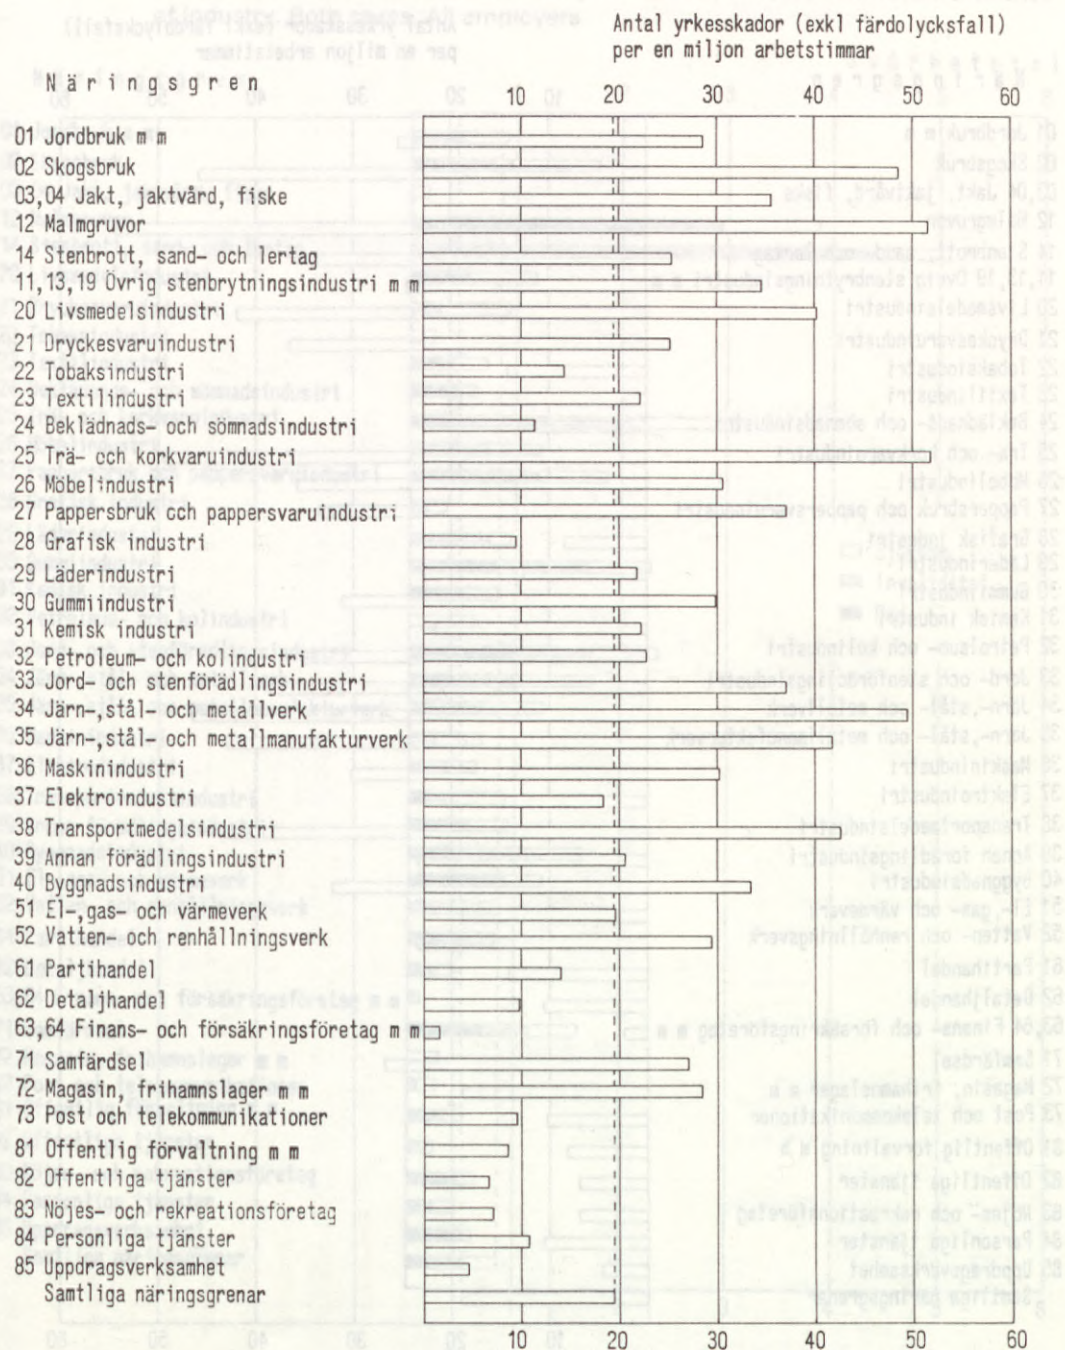 Antal yrkesskador (exkl färdolycksfall)
per en miljon arbetstimmar
Näringsgren
10 20 30 40 50 60
01 Jordbruk m m
02 Skogsbruk
03,04 Jakt, jaktvård, fiske
12 Malmgruvor
14 Stenbrott, sand- och lertag
11,13,19 Övrig stenbrytningsindustri m m
20 Livsmedelsindustri
21 Dryckesvaruindustri
22 Tobaksindustri
23 Textilindustri
24 Beklädnads- och sömnadsindustri
25 Trä- och korkvaruindustri
26 Möbelindustri
27 Pappersbruk och pappersvaruindustri
28 Grafisk industri
29 Läderindustri
30 Gummiindustri
31 Kemisk industri
32 Petroleum- och kolindustri
33 Jord- och stenförädlingsindustri
34 Järn-,stål- och metallverk
35 Järn-,stål- och metallmanufakturverk
36 Maskinindustri
37 Elektroindustri
38 Transportmedelsindustri
39 Annan förädlingsindustri
40 Byggnadsindustri
51 El-,gas- och värmeverk
52 Vatten- och renhållningsverk
61 Partihandel
62 Detaljhandel
63,64 Finans- och försäkringsföretag m m
71 Samfärdsel
72 Magasin, frihamnslager m m
73 Post och telekommunikationer
81 Offentlig förvaltning m m
82 Offentliga tjänster
83 Nöjes- och rekreationsföretag
84 Personliga tjänster
85 Uppdragsverksamhet
Samtliga näringsgrenar
10 20 30 40 50 60